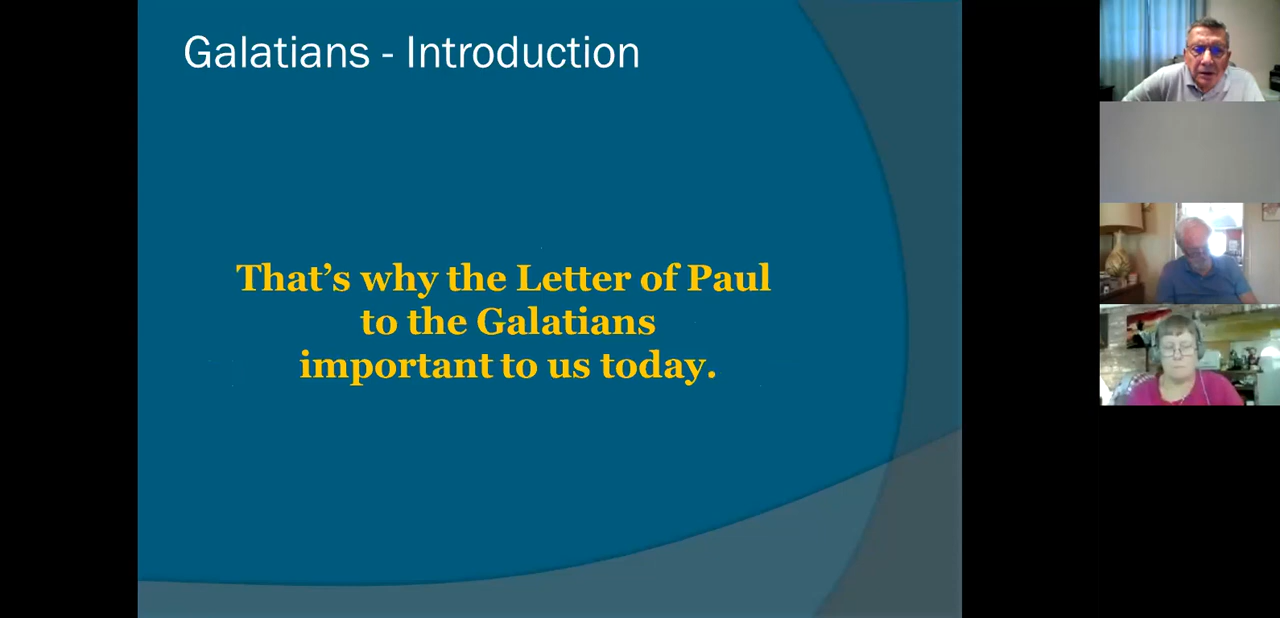 Galatians - Introduction
That’s why the Letter of Paul
to the Galatians
important to us today.